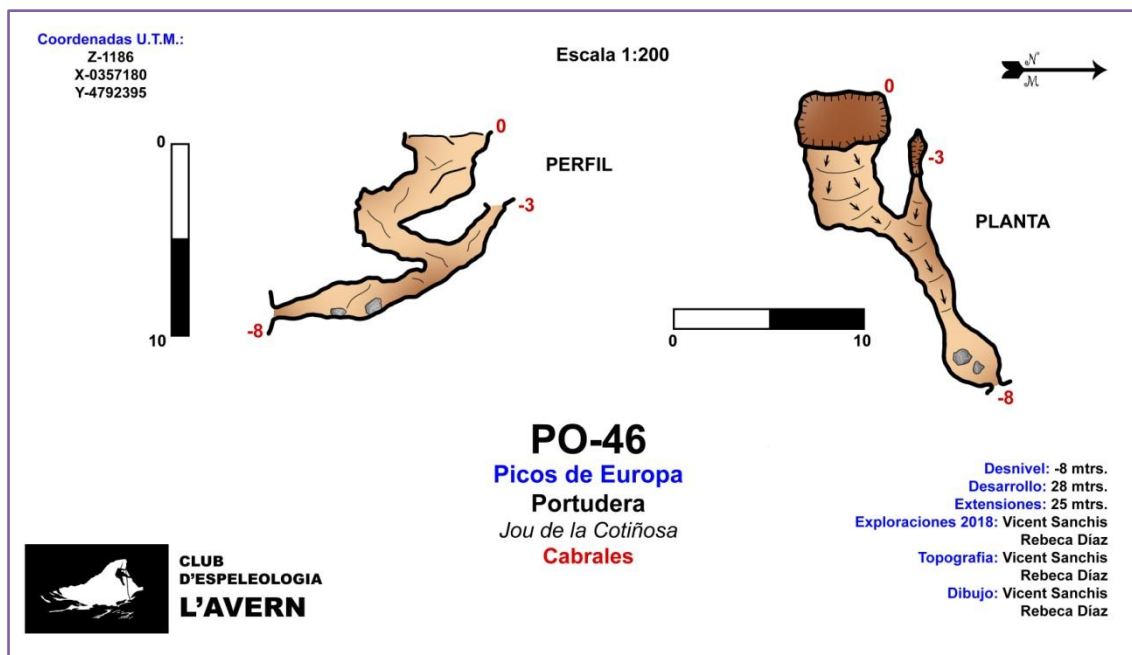 Coordenadas U.T.M.:
Z-1186
X-0357180
Y-4792395
Escala 1:200
N
M
0
10
0
-3
-8
PERFIL
0
-3
-8
PLANTA
0
10
PO-46
Picos de Europa
Portudera
Jou de la Cotiñosa
Cabrales
Desnivel: -8 mtrs.
Desarrollo: 28 mtrs.
Extensiones: 25 mtrs.
Exploraciones 2018: Vicent Sanchis
Rebeca Díaz
Topografia: Vicent Sanchis
Rebeca Díaz
Dibujo: Vicent Sanchis
Rebeca Díaz
CLUB
D'ESPELEOLOGIA
L'AVERN